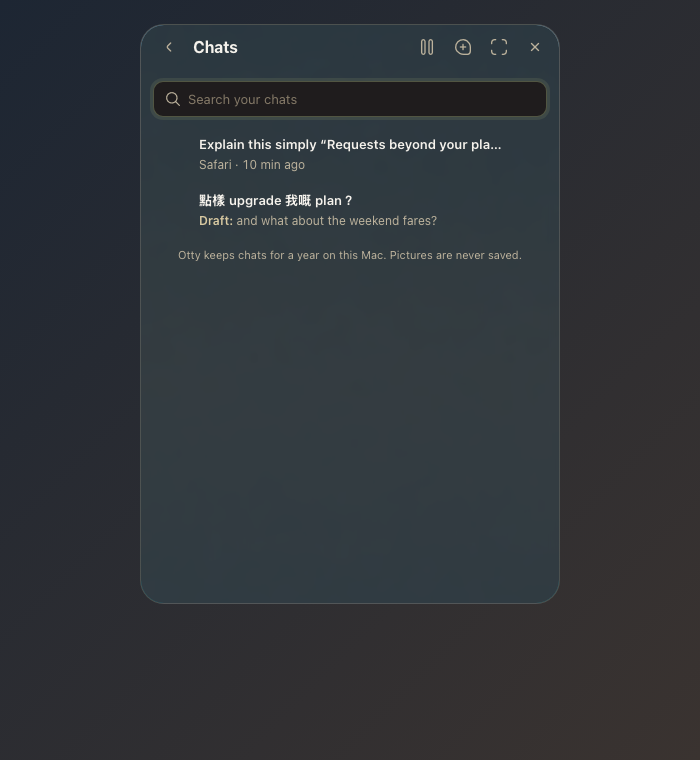 Chats
Search your chats
Explain this simply “Requests beyond your pla...
Safari · 10 min ago
點樣 upgrade 我嘅 plan？
Draft: and what about the weekend fares?
Otty keeps chats for a year on this Mac. Pictures are never saved.